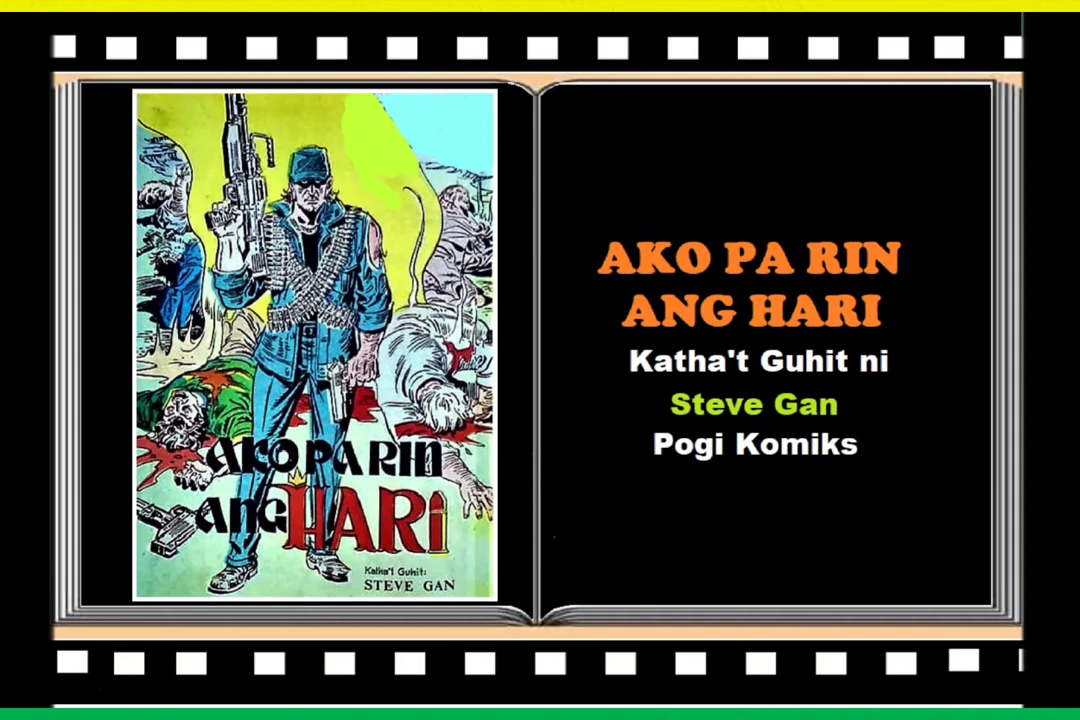 AKO PA RIN
ANG HARI
Katha't Guhit:
STEVE GAN
AKO PA RIN
ANG HARI
Katha't Guhit ni
Steve Gan
Pogi Komiks